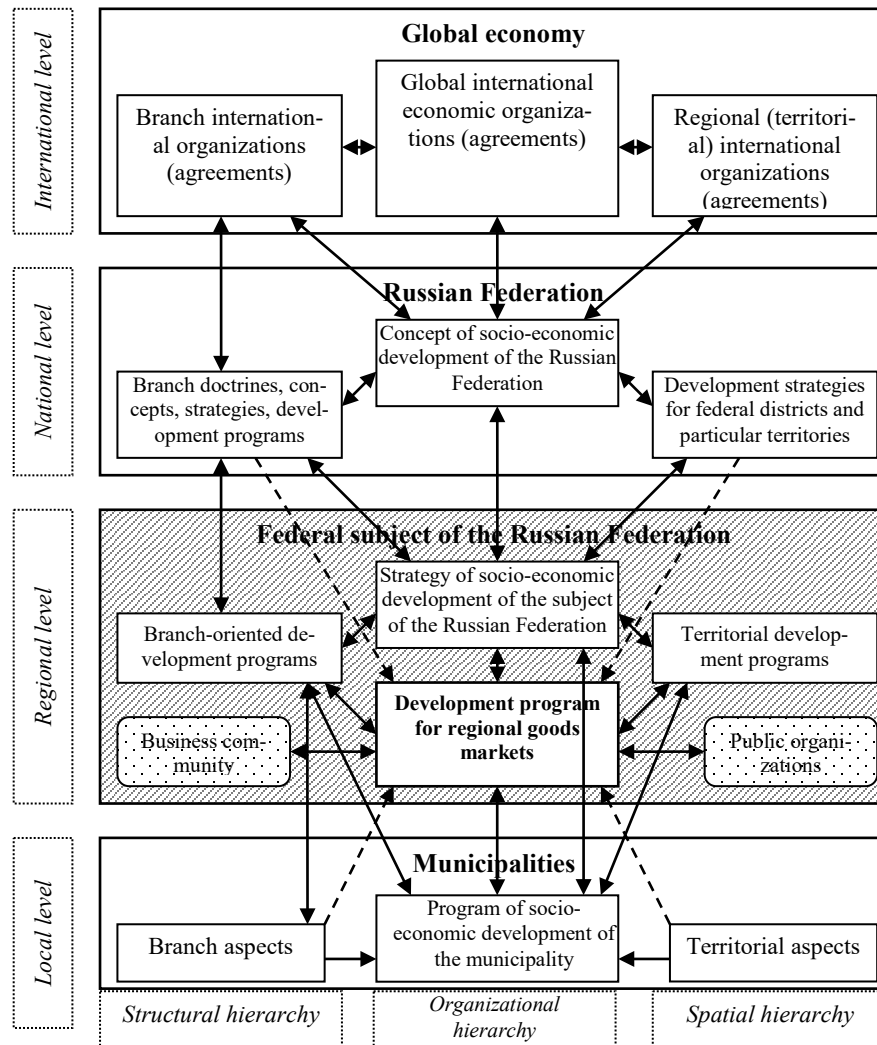 International level
Global economy
Branch internation-
al organizations
(agreements)
Global international
economic organiza-
tions (agreements)
Regional (territori-
al) international
organizations
(agreements)
National level
Russian Federation
Branch doctrines, con-
cepts, strategies, devel-
opment programs
Concept of socio-economic
development of the Russian
Federation
Development strategies
for federal districts and
particular territories
Regional level
Federal subject of the Russian Federation
Strategy of socio-economic
development of the subject
of the Russian Federation
Branch-oriented de-
velopment programs
Territorial develop-
ment programs
Development program
for regional goods
markets
Business com-
munity
Public organi-
zations
Local level
Municipalities
Branch aspects
Program of socio-
economic development of
the municipality
Territorial aspects
Structural hierarchy
Organizational
hierarchy
Spatial hierarchy